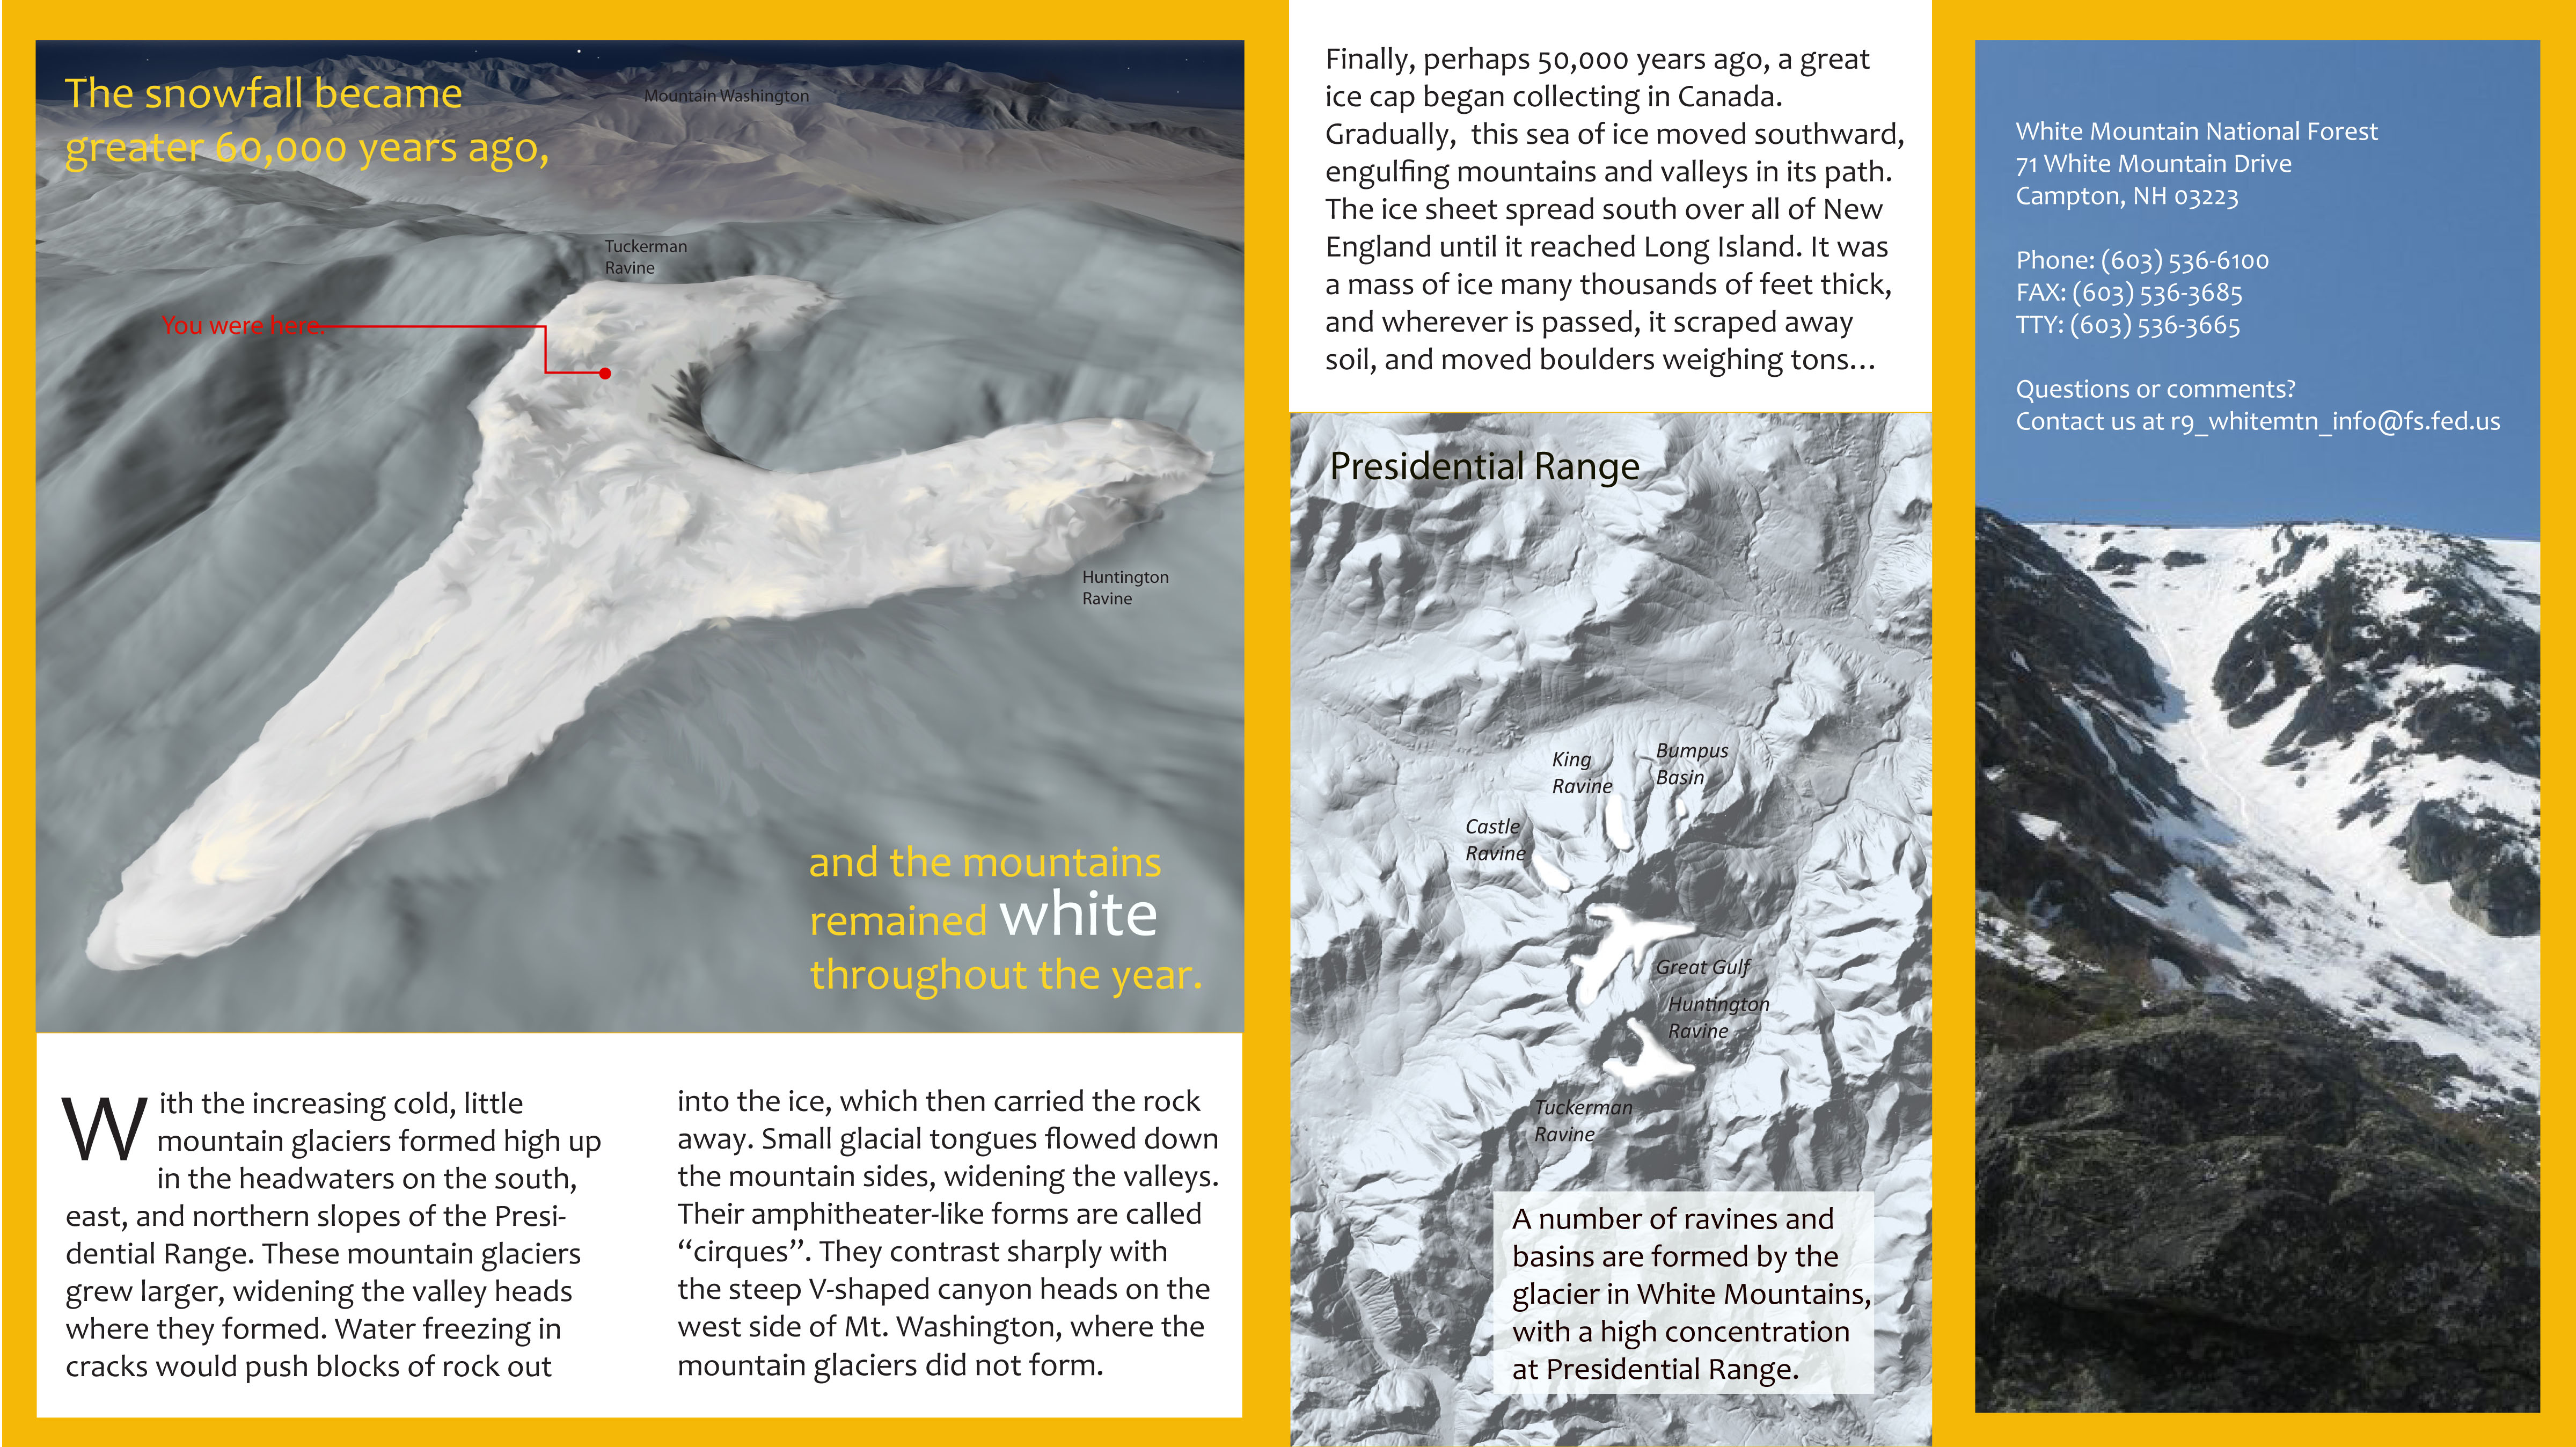 The snowfall became
greater 60,000 years ago,
Mountain Washington
Tuckerman
Ravine
You were here.
Huntington
Ravine
and the mountains
remained white
throughout the year.
With the increasing cold, little
mountain glaciers formed high up
in the headwaters on the south,
east, and northern slopes of the Presi-
dential Range. These mountain glaciers
grew larger, widening the valley heads
where they formed. Water freezing in
cracks would push blocks of rock out
into the ice, which then carried the rock
away. Small glacial tongues flowed down
the mountain sides, widening the valleys.
Their amphitheater-like forms are called
“cirques”. They contrast sharply with
the steep V-shaped canyon heads on the
west side of Mt. Washington, where the
mountain glaciers did not form.
Finally, perhaps 50,000 years ago, a great
ice cap began collecting in Canada.
Gradually, this sea of ice moved southward,
engulfing mountains and valleys in its path.
The ice sheet spread south over all of New
England until it reached Long Island. It was
a mass of ice many thousands of feet thick,
and wherever is passed, it scraped away
soil, and moved boulders weighing tons...
Presidential Range
King
Ravine
Bumpus
Basin
Castle
Ravine
Great Gulf
Huntington
Ravine
Tuckerman
Ravine
A number of ravines and
basins are formed by the
glacier in White Mountains,
with a high concentration
at Presidential Range.
White Mountain National Forest
71 White Mountain Drive
Campton, NH 03223
Phone: (603) 536-6100
FAX: (603) 536-3685
TTY: (603) 536-3665
Questions or comments?
Contact us at r9_whitemtn_info@fs.fed.us